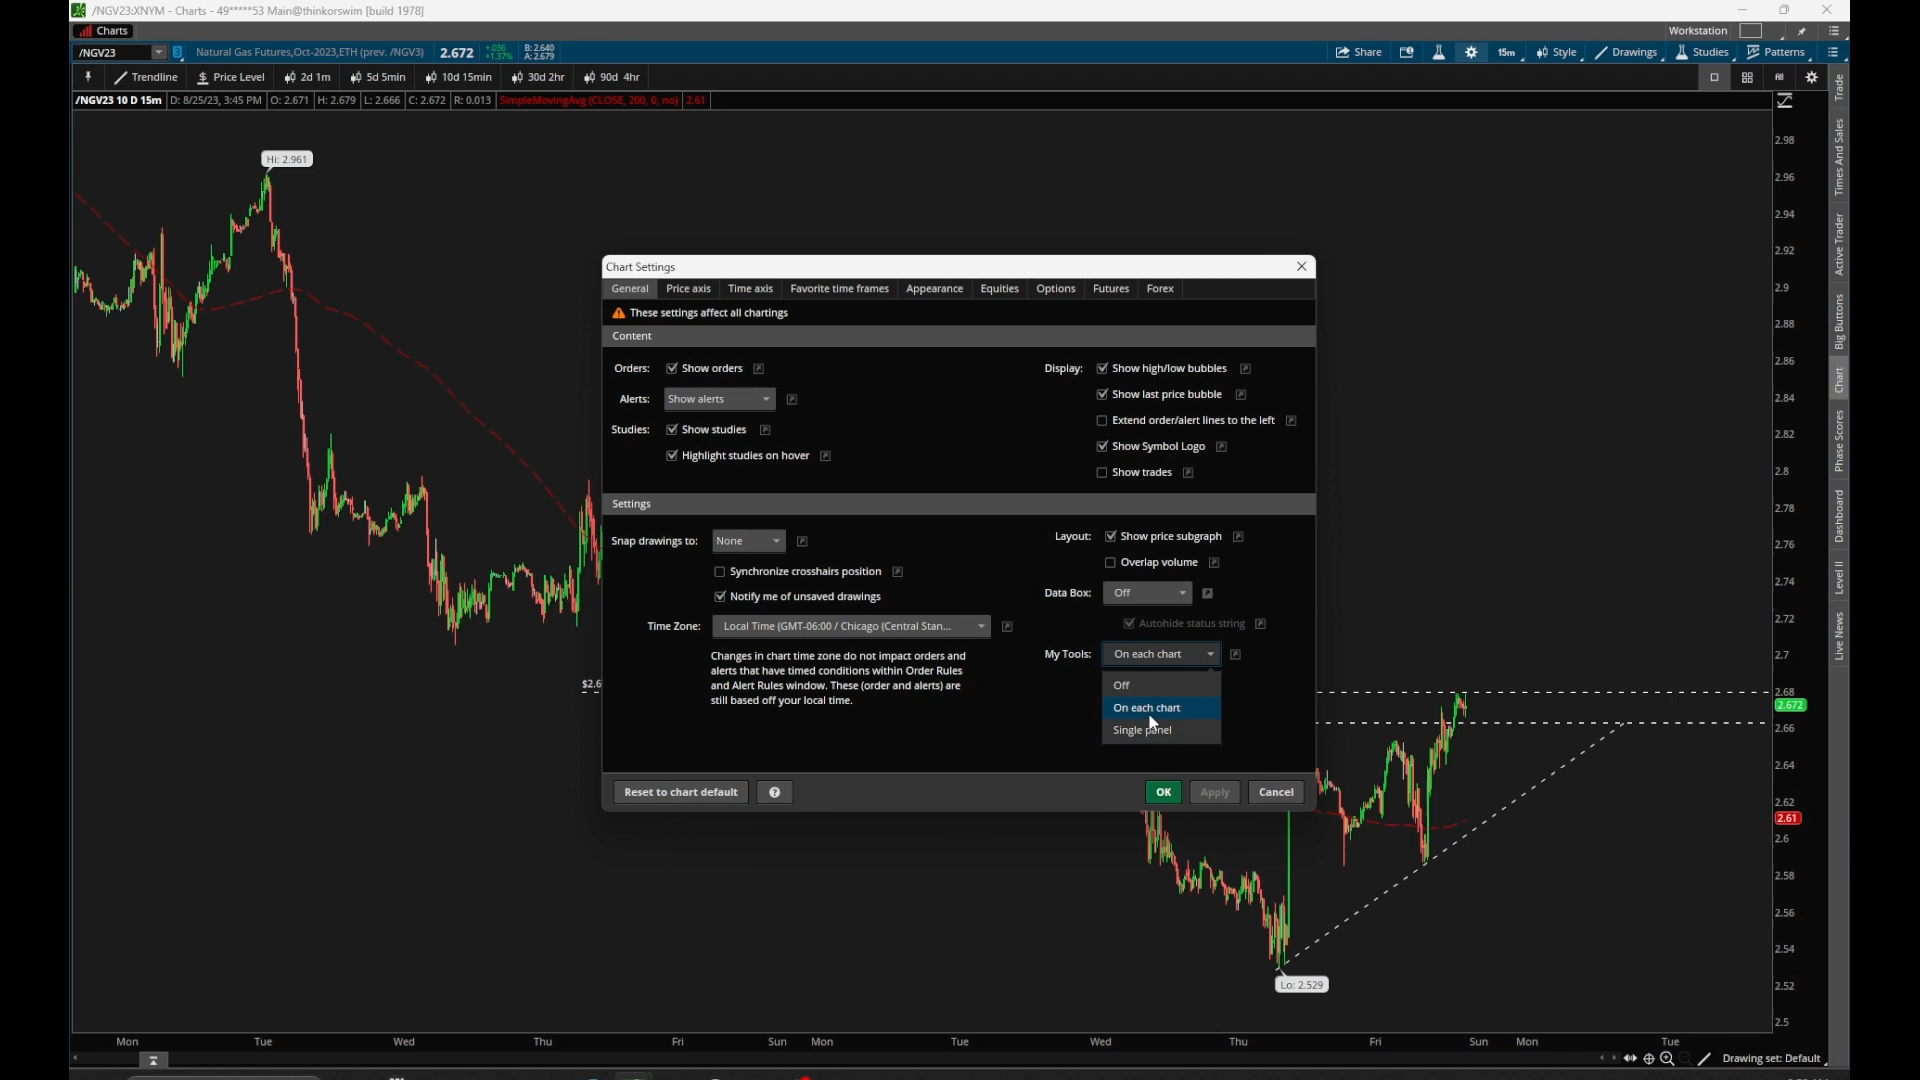 /NGV23:XNYM - Charts - 49*****53 Main@thinkorswim [build 1978]
Charts
Workstation
/NGV23
3
Natural Gas Futures,Oct-2023,ETH (prev. /NGV3)
2.672
+.036
+1.37%
B: 2.640
A: 2.679
Share
15m
Style
Drawings
Studies
Patterns
Trendline
$ Price Level
2d 1m
5d 5min
10d 15min
30d 2hr
90d 4hr
All
/NGV23 10 D 15m
D: 8/25/23, 3:45 PM
O: 2.671
H: 2.679
L: 2.666
C: 2.672
R: 0.013
SimpleMovingAvg (CLOSE, 200, 0, no)
2.61
Hi: 2.961
Chart Settings
General
Price axis
Time axis
Favorite time frames
Appearance
Equities
Options
Futures
Forex
These settings affect all chartings
Content
Orders:
Show orders
Alerts:
Show alerts
Studies:
Show studies
Highlight studies on hover
Display:
Show high/low bubbles
Show last price bubble
Extend order/alert lines to the left
Show Symbol Logo
Show trades
Settings
Snap drawings to:
None
Synchronize crosshairs position
Notify me of unsaved drawings
Time Zone:
Local Time (GMT-06:00 / Chicago (Central Stan...
Changes in chart time zone do not impact orders and
alerts that have timed conditions within Order Rules
and Alert Rules window. These (order and alerts) are
still based off your local time.
Layout:
Show price subgraph
Overlap volume
Data Box:
Off
Autohide status string
My Tools:
On each chart
Off
On each chart
Single panel
Reset to chart default
?
OK
Apply
Cancel
$2.6
Lo: 2.529
2.98
2.96
2.94
2.92
2.9
2.88
2.86
2.84
2.82
2.8
2.78
2.76
2.74
2.72
2.7
2.68
2.672
2.66
2.64
2.62
2.61
2.6
2.58
2.56
2.54
2.52
2.5
Trade
Times And Sales
Active Trader
Big Buttons
Chart
Phase Scores
Dashboard
Level II
Live News
Mon
Tue
Wed
Thu
Fri
Sun
Mon
Tue
Wed
Thu
Fri
Sun
Mon
Tue
Drawing set: Default